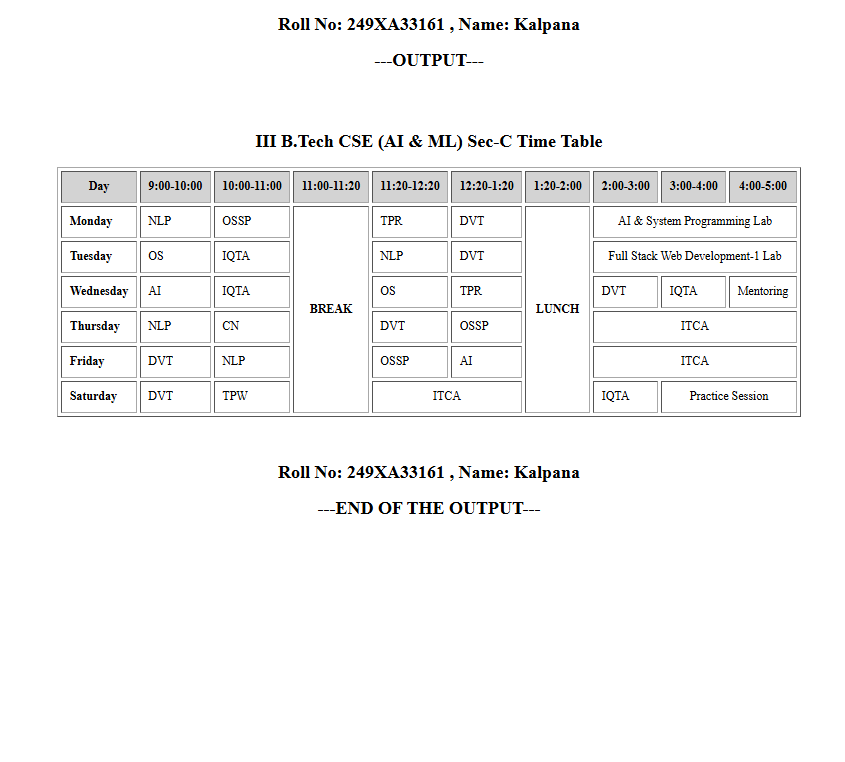 Roll No: 249XA33161 , Name: Kalpana
---OUTPUT---
III B.Tech CSE (AI & ML) Sec-C Time Table
Day 9:00-10:00 10:00-11:00 11:00-11:20 11:20-12:20 12:20-1:20 1:20-2:00 2:00-3:00 3:00-4:00 4:00-5:00
Monday NLP OSSP TPR DVT AI & System Programming Lab
Tuesday OS IQTA NLP DVT Full Stack Web Development-1 Lab
Wednesday AI IQTA OS TPR DVT IQTA Mentoring
BREAK LUNCH
Thursday NLP CN DVT OSSP ITCA
Friday DVT NLP OSSP AI ITCA
Saturday DVT TPW ITCA IQTA Practice Session
Roll No: 249XA33161 , Name: Kalpana
---END OF THE OUTPUT---